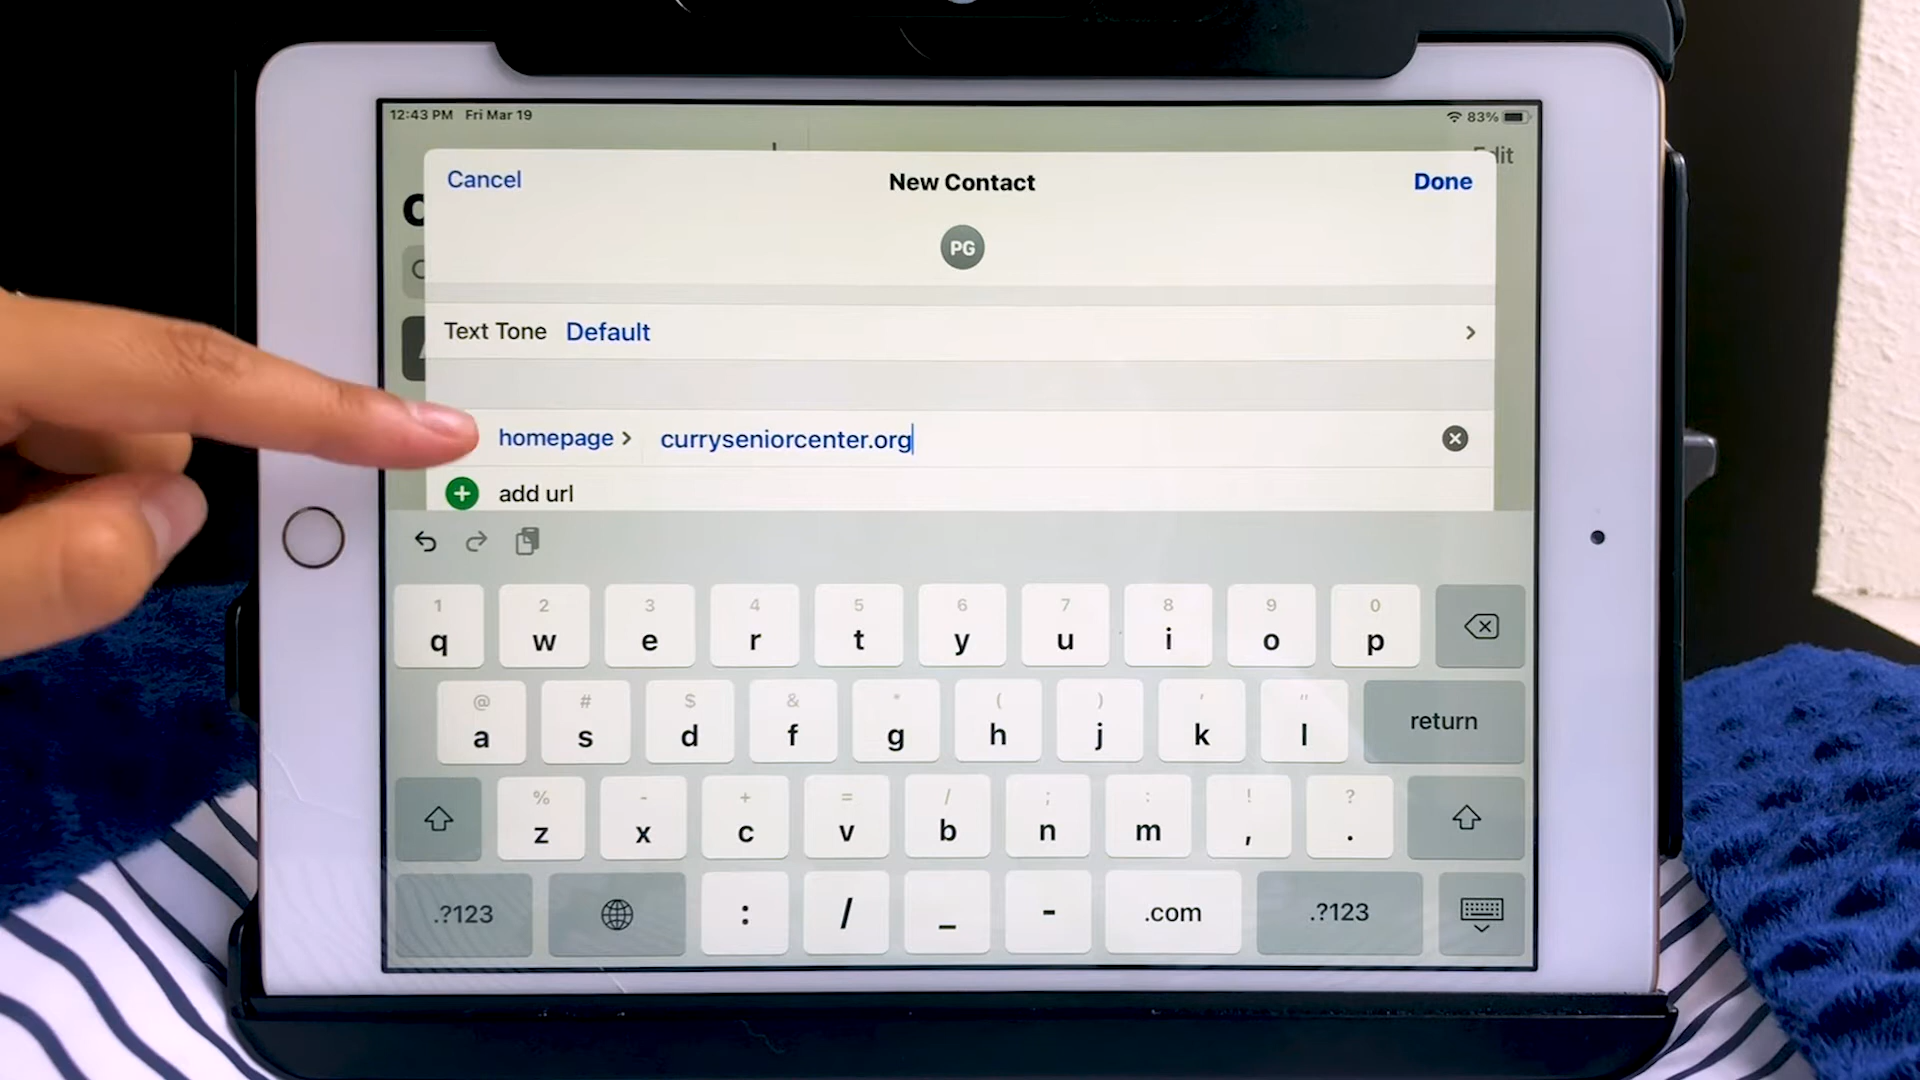 12:43 PM Fri Mar 19
83%
Cancel
New Contact
Done
PG
Text Tone Default
homepage curryseniorcenter.org
add url
1 2 3 4 5 6 7 8 9 0
q w e r t y u i o p
@ # $ & * ( ) ' "
a s d f g h j k l
return
% - + = / ; : ! ?
z x c v b n m , .
.?123 : / _ - .com .?123